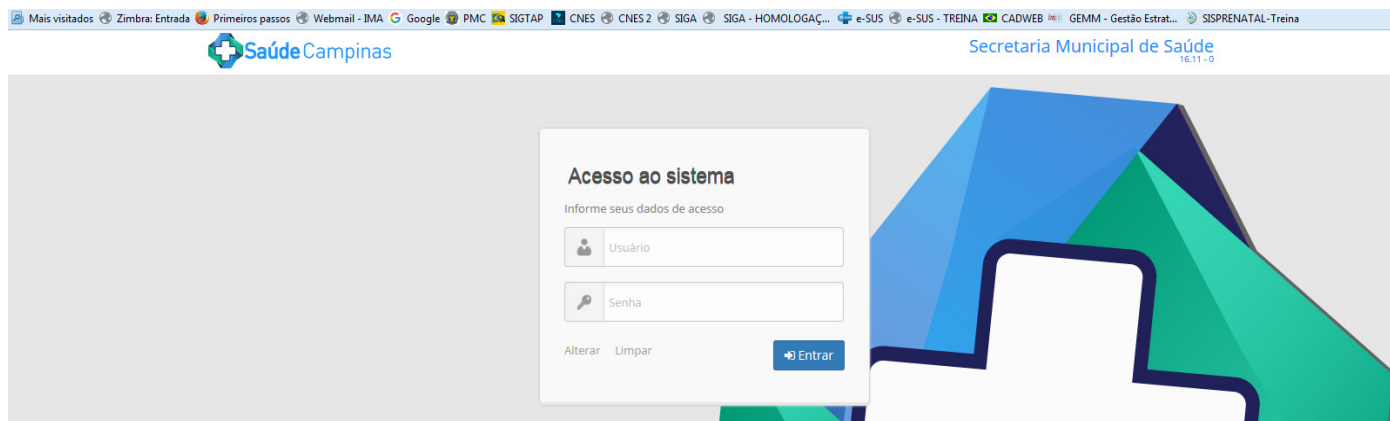 Mais visitados Zimbra: Entrada Primeiros passos Webmail - IMA Google PMC SIGTAP CNES CNES 2 SIGA SIGA - HOMOLOGAÇ... e-SUS e-SUS - TREINA CADWEB GEMM - Gestão Estrat... SISPRENATAL-Treina
Saúde Campinas
Secretaria Municipal de Saúde
16.11 - 0
Acesso ao sistema
Informe seus dados de acesso
Usuário
Senha
Alterar Limpar
Entrar